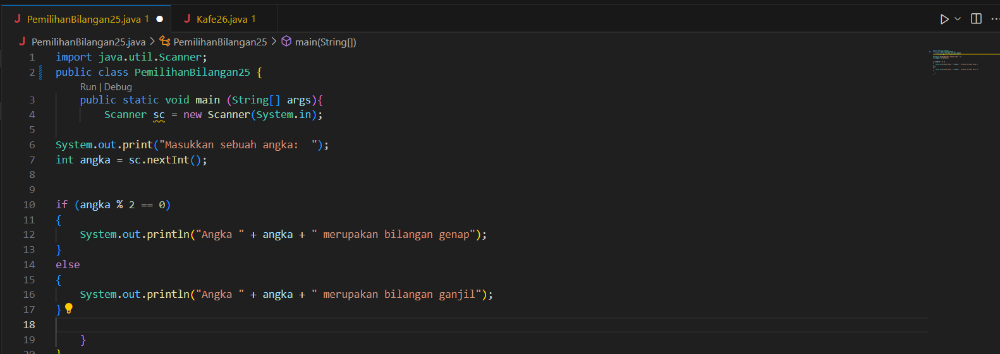 J PemilihanBilangan25.java 1 J Kafe26.java 1
J PemilihanBilangan25.java > PemilihanBilangan25 > main(String[])
1 import java.util.Scanner;
2 public class PemilihanBilangan25 {
Run | Debug
3 public static void main (String[] args){
4 Scanner sc = new Scanner(System.in);
5
6 System.out.print("Masukkan sebuah angka:  ");
7 int angka = sc.nextInt();
8
9
10 if (angka % 2 == 0)
11 {
12 System.out.println("Angka " + angka + " merupakan bilangan genap");
13 }
14 else
15 {
16 System.out.println("Angka " + angka + " merupakan bilangan ganjil");
17 }
18
19 }
20 }